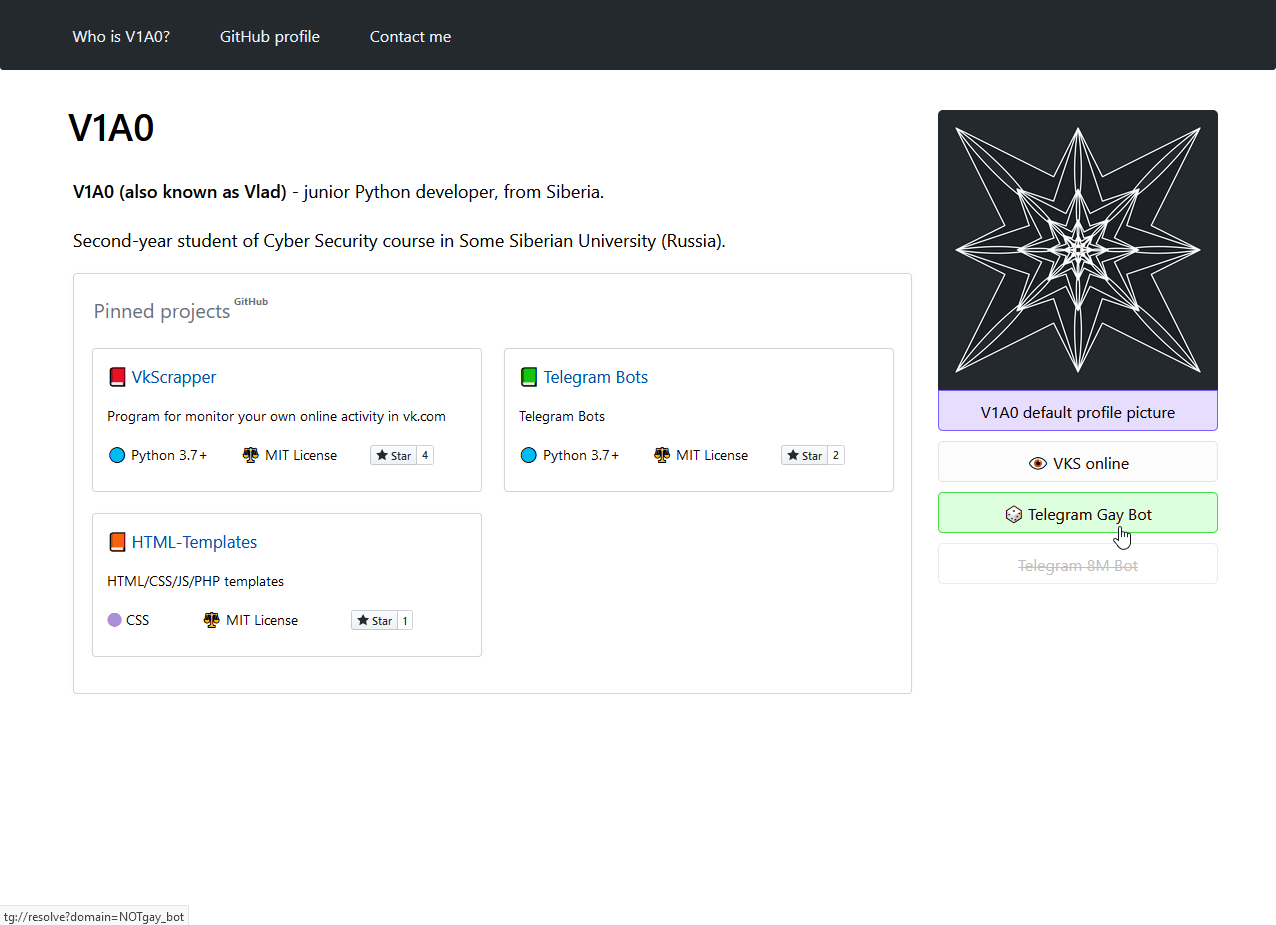 Who is V1A0? GitHub profile Contact me
V1A0
V1A0 (also known as Vlad) - junior Python developer, from Siberia.
Second-year student of Cyber Security course in Some Siberian University (Russia).
Pinned projects GitHub
VkScrapper
Program for monitor your own online activity in vk.com
Python 3.7+ MIT License Star 4
Telegram Bots
Telegram Bots
Python 3.7+ MIT License Star 2
HTML-Templates
HTML/CSS/JS/PHP templates
CSS MIT License Star 1
V1A0 default profile picture
VKS online
Telegram Gay Bot
Telegram 8M Bot
tg://resolve?domain=NOTgay_bot